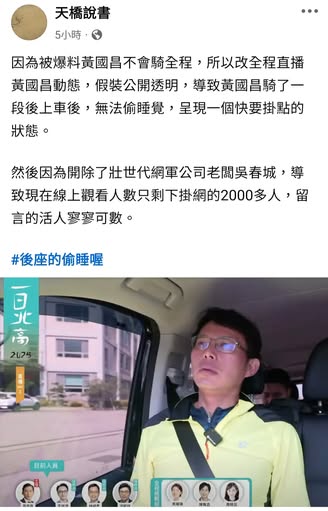 天橋說書
5小時
因為被爆料黃國昌不會騎全程，所以改全程直播
黃國昌動態，假裝公開透明，導致黃國昌騎了一
段後上車後，無法偷睡覺，呈現一個快要掛點的
狀態。
然後因為開除了壯世代網軍公司老闆吳春城，導
致現在線上觀看人數只剩下掛網的2000多人，留
言的活人寥寥可數。
#後座的偷睡喔
一日北高
2025
目前人員